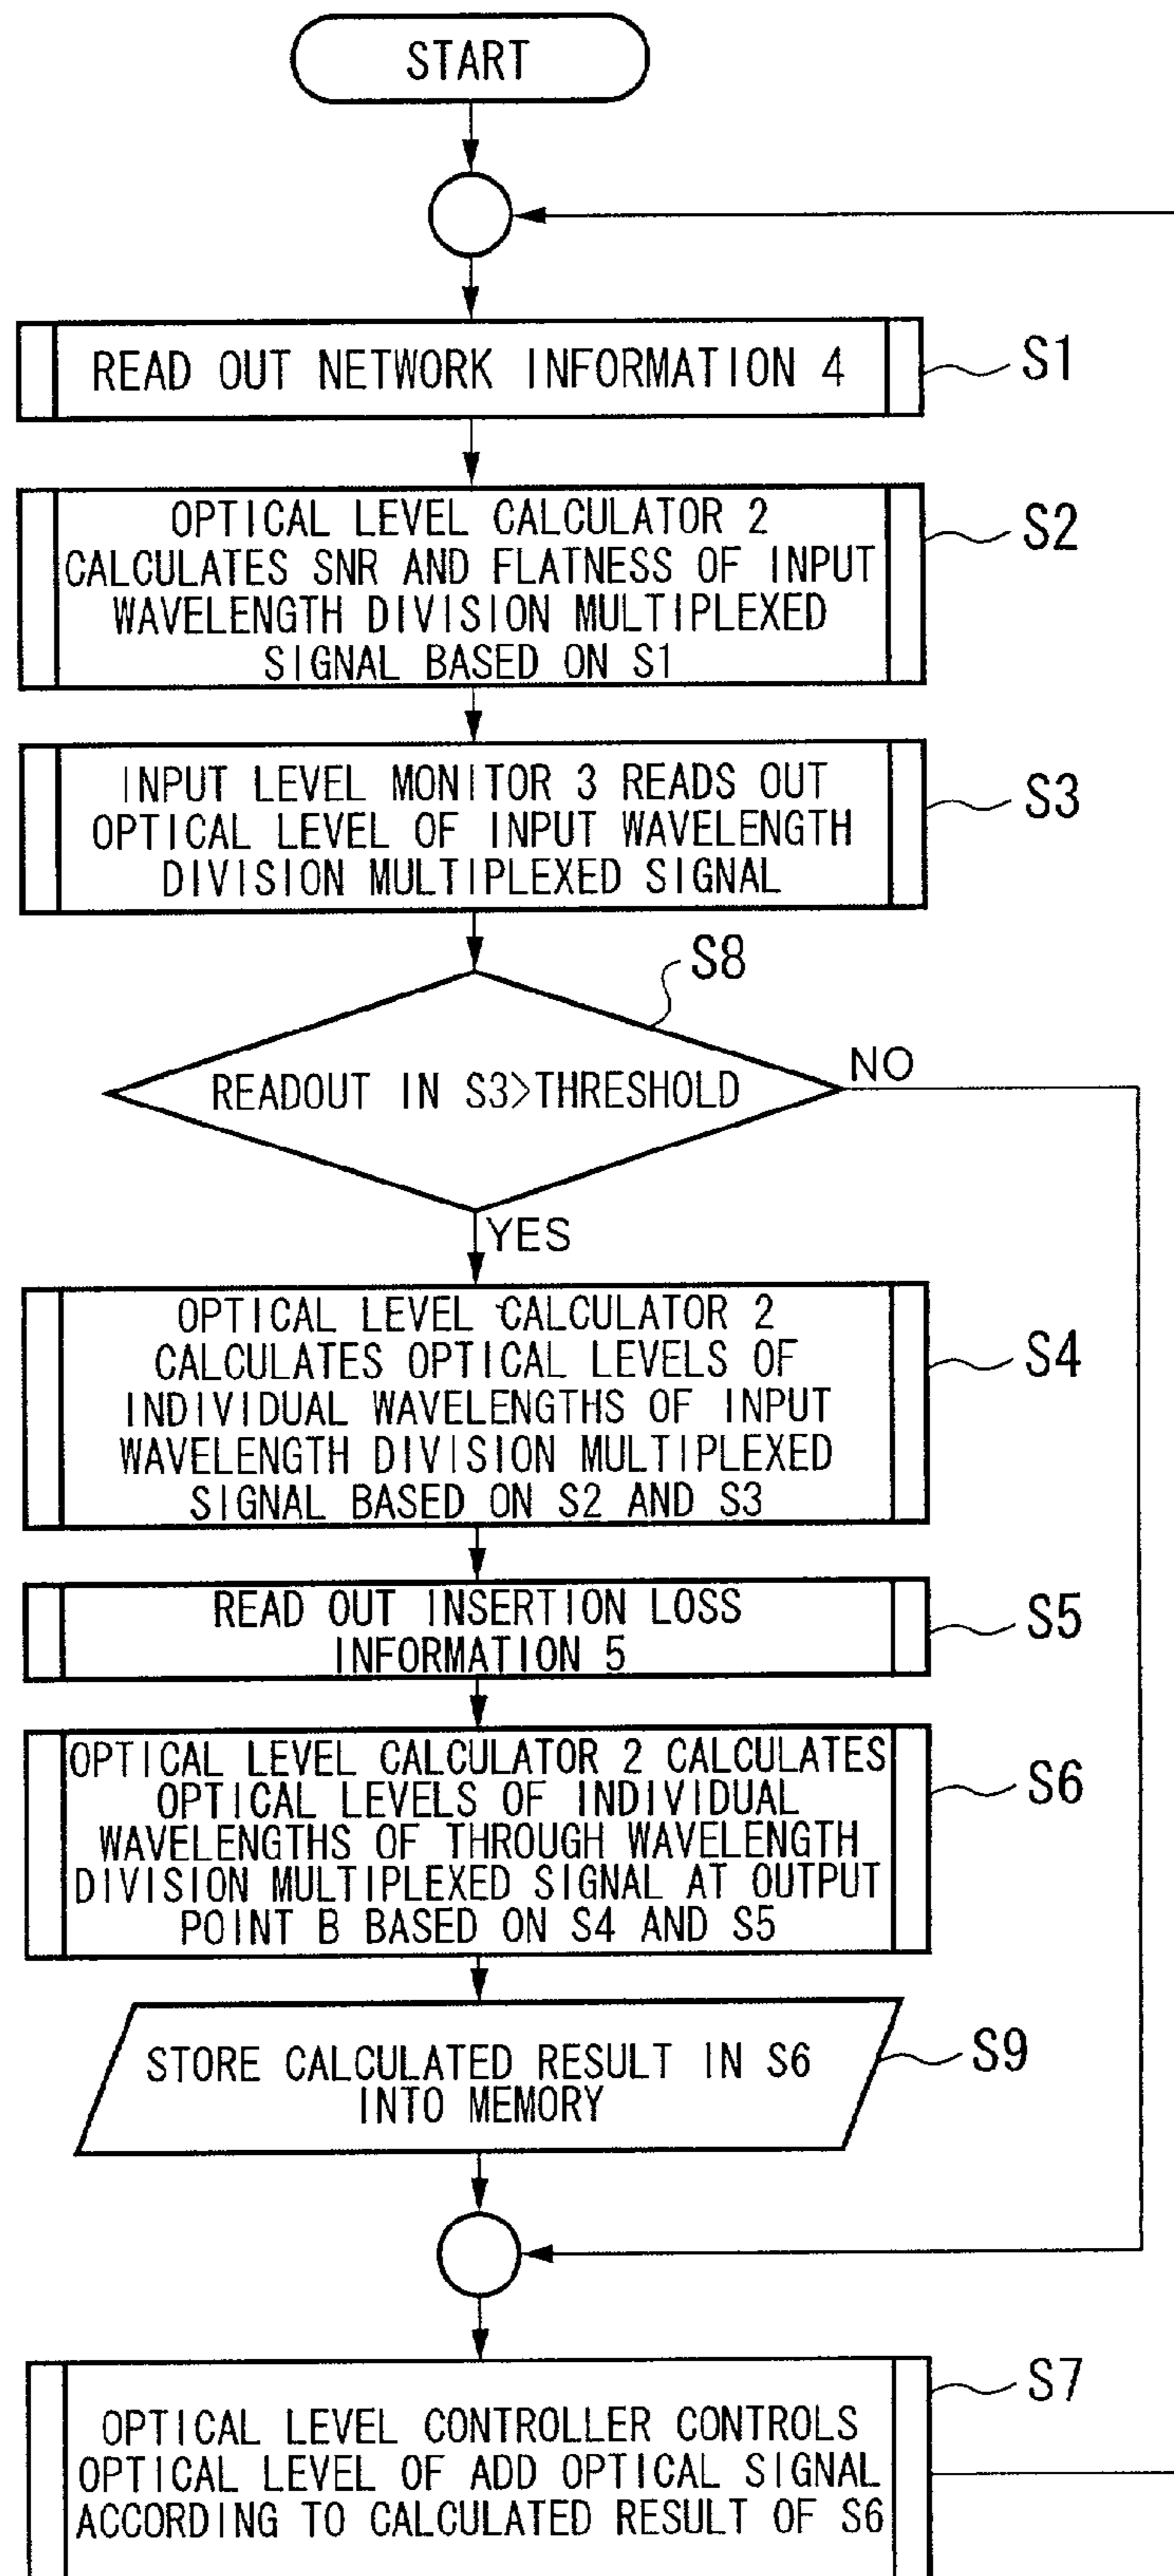 START
READ OUT NETWORK INFORMATION 4
S1
OPTICAL LEVEL CALCULATOR 2
CALCULATES SNR AND FLATNESS OF INPUT
WAVELENGTH DIVISION MULTIPLEXED
SIGNAL BASED ON S1
S2
INPUT LEVEL MONITOR 3 READS OUT
OPTICAL LEVEL OF INPUT WAVELENGTH
DIVISION MULTIPLEXED SIGNAL
S3
S8
READOUT IN S3>THRESHOLD
NO
YES
OPTICAL LEVEL CALCULATOR 2
CALCULATES OPTICAL LEVELS OF
INDIVIDUAL WAVELENGTHS OF INPUT
WAVELENGTH DIVISION MULTIPLEXED
SIGNAL BASED ON S2 AND S3
S4
READ OUT INSERTION LOSS
INFORMATION 5
S5
OPTICAL LEVEL CALCULATOR 2 CALCULATES
OPTICAL LEVELS OF INDIVIDUAL
WAVELENGTHS OF THROUGH WAVELENGTH
DIVISION MULTIPLEXED SIGNAL AT OUTPUT
POINT B BASED ON S4 AND S5
S6
STORE CALCULATED RESULT IN S6
INTO MEMORY
S9
S7
OPTICAL LEVEL CONTROLLER CONTROLS
OPTICAL LEVEL OF ADD OPTICAL SIGNAL
ACCORDING TO CALCULATED RESULT OF S6